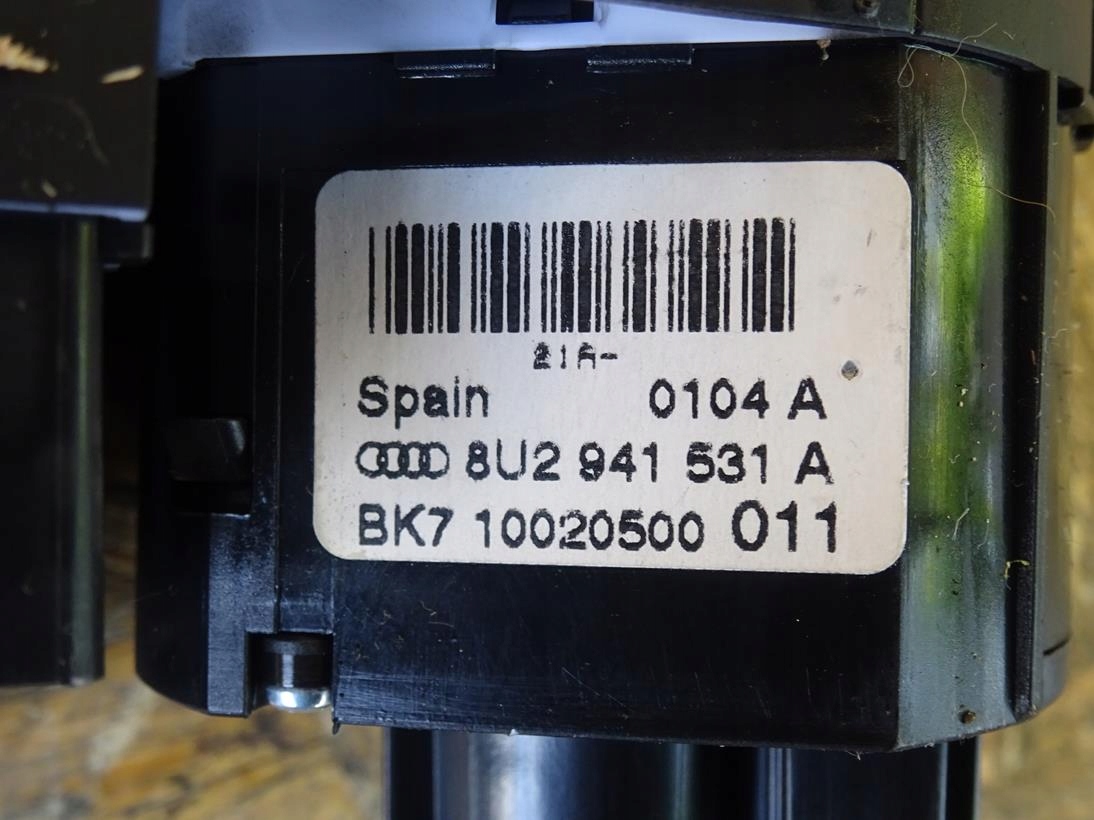 21A-
Spain 0104 A
8U2 941 531 A
BK7 10020500 011